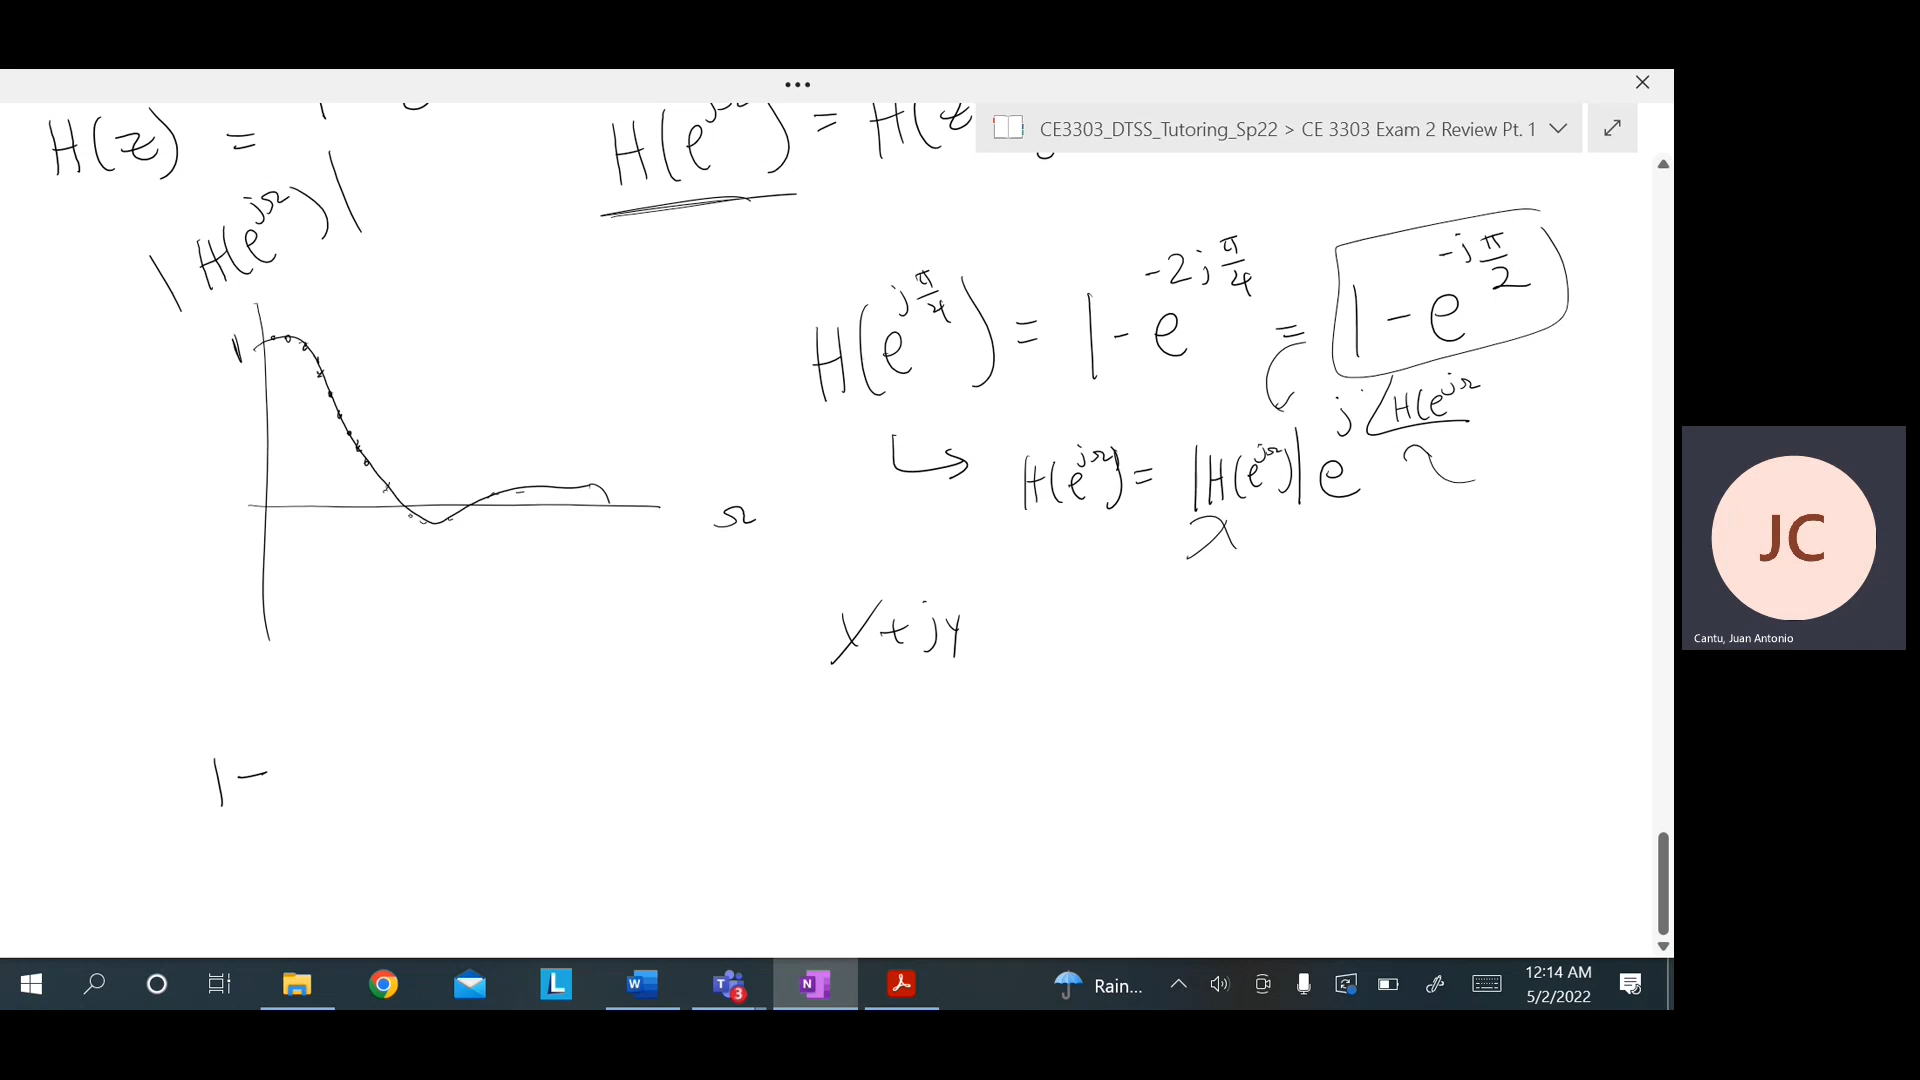 •••
CE3303_DTSS_Tutoring_Sp22 > CE 3303 Exam 2 Review Pt. 1
H(z) =
H(e^{jΩ}) = H(z
|H(e^{jΩ})|
H(e^{jπ/4}) = 1 - e^{-2jπ/4} = 1 - e^{-jπ/2}
H(e^{jΩ}) = |H(e^{jΩ})| e^{j∠H(e^{jΩ}}
1
Ω
x + jy
1 -
JC
Cantu, Juan Antonio
L
W
T 3
N
Rain...
12:14 AM
5/2/2022